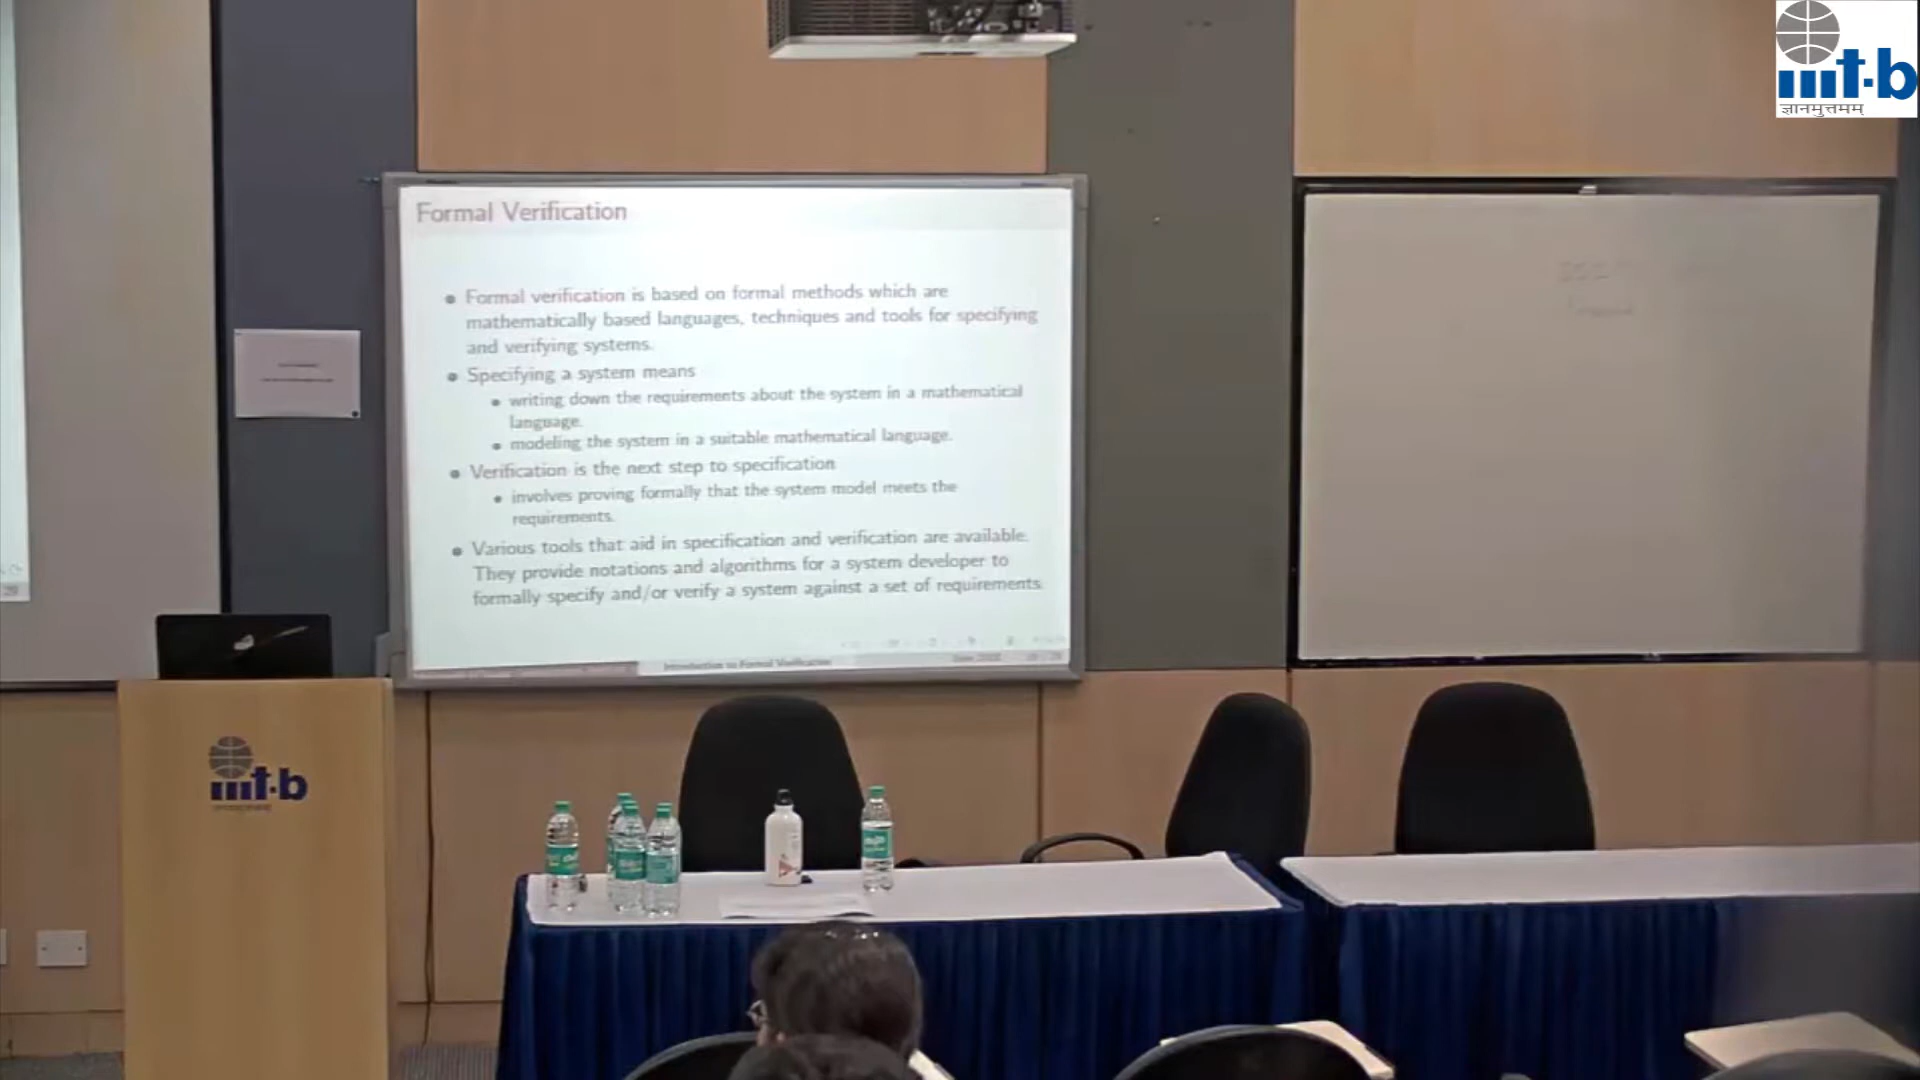 iiit-b
ज्ञानमुत्तमम्
Formal Verification
Formal verification is based on formal methods which are
mathematically based languages, techniques and tools for specifying
and verifying systems.
Specifying a system means
writing down the requirements about the system in a mathematical
language.
modeling the system in a suitable mathematical language.
Verification is the next step to specification
involves proving formally that the system model meets the
requirements.
Various tools that aid in specification and verification are available.
They provide notations and algorithms for a system developer to
formally specify and/or verify a system against a set of requirements.
Introduction to Formal Verification
29
iiit-b